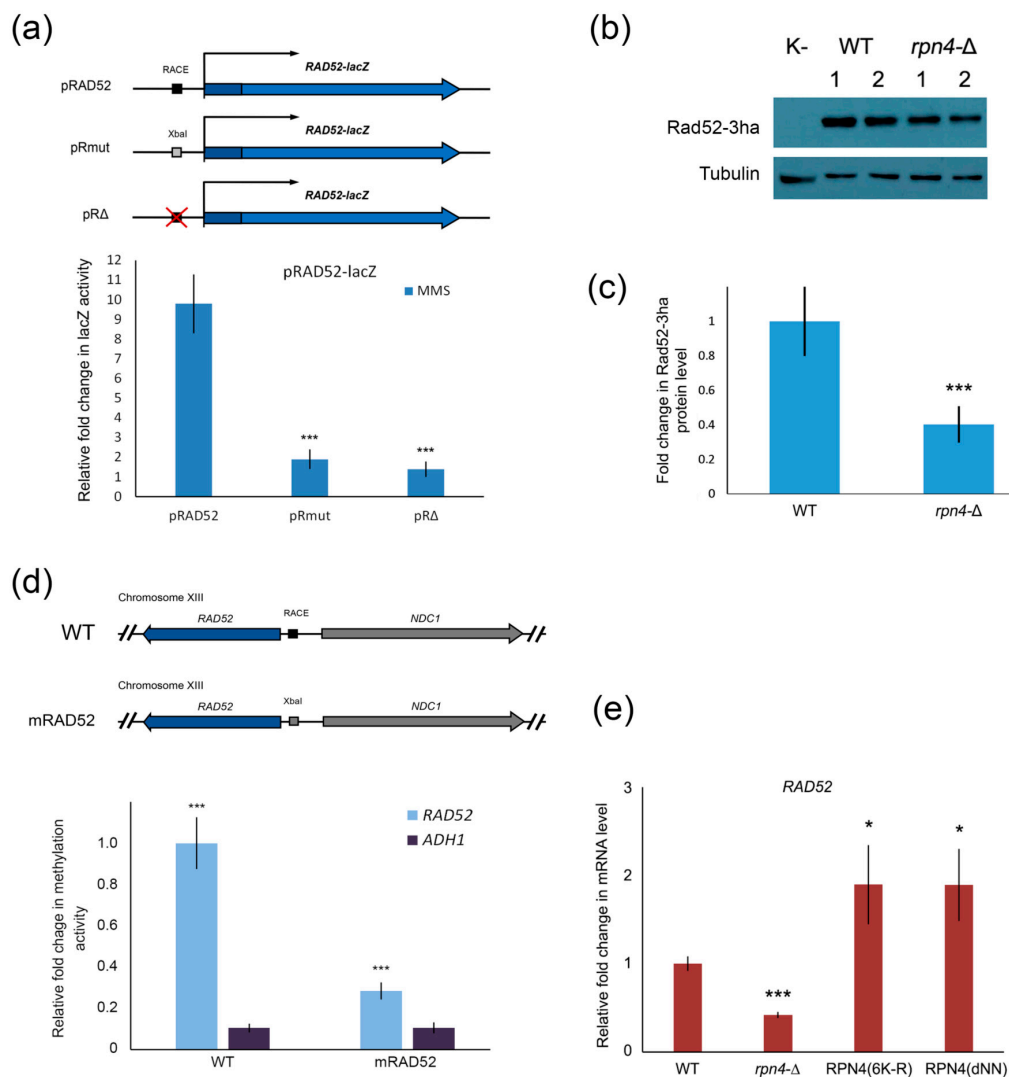 (a)
RACE
RAD52-lacZ
pRAD52
XbaI
RAD52-lacZ
pRmut
RAD52-lacZ
pRΔ
pRAD52-lacZ
MMS
Relative fold change in lacZ activity
12
11
10
9
8
7
6
5
4
3
2
1
0
***
***
pRAD52
pRmut
pRΔ
(b)
K-
WT
rpn4-Δ
1
2
1
2
Rad52-3ha
Tubulin
(c)
Fold change in Rad52-3ha
protein level
1
0.8
0.6
0.4
0.2
0
***
WT
rpn4-Δ
(d)
Chromosome XIII
RAD52
RACE
NDC1
WT
Chromosome XIII
RAD52
XbaI
NDC1
mRAD52
RAD52
ADH1
Relative fold chage in methylation
activity
1.0
0.8
0.6
0.4
0.2
0
***
***
WT
mRAD52
(e)
RAD52
Relative fold change in mRNA level
3
2
1
0
***
*
*
WT
rpn4-Δ
RPN4(6K-R)
RPN4(dNN)